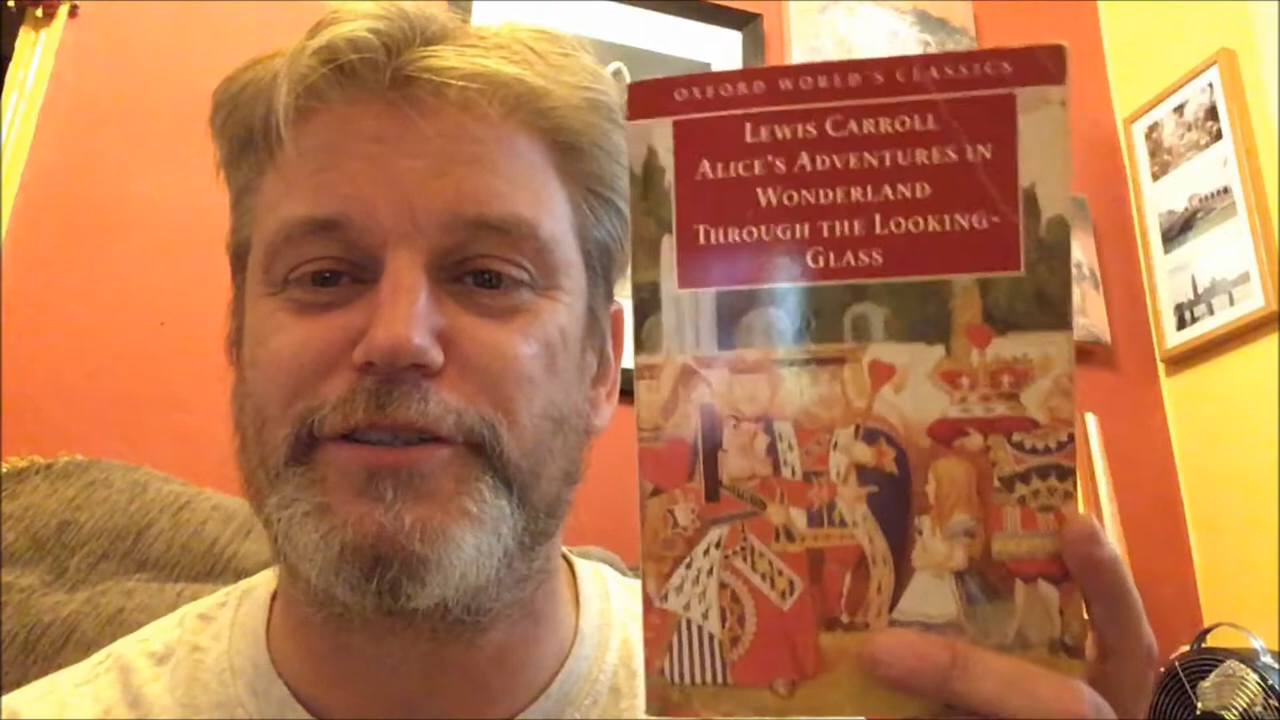 OXFORD WORLD'S CLASSICS
LEWIS CARROLL
ALICE'S ADVENTURES IN
WONDERLAND
THROUGH THE LOOKING-
GLASS